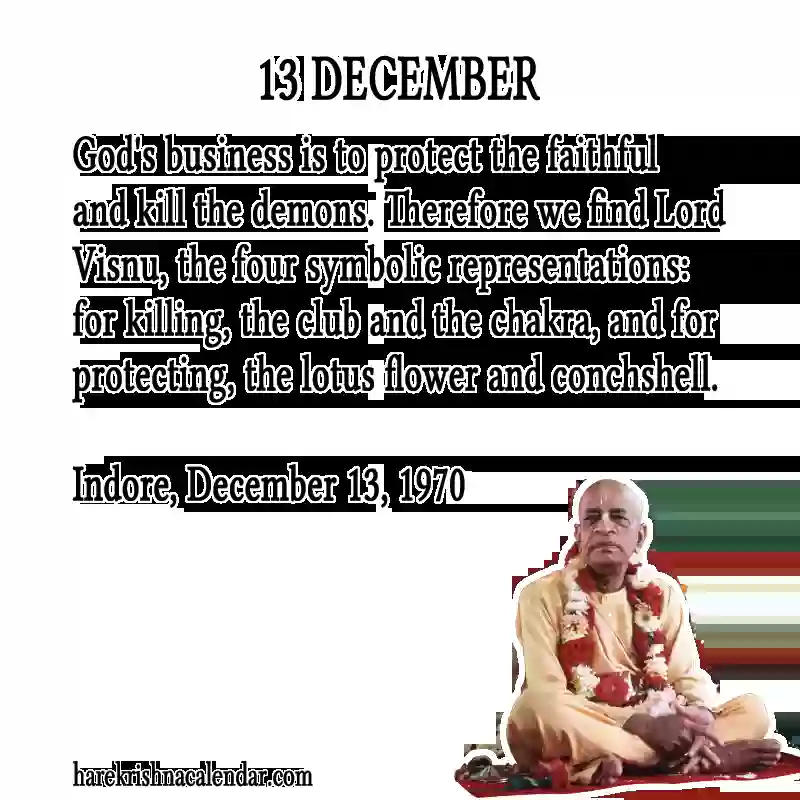 13 DECEMBER
God's business is to protect the faithful
and kill the demons. Therefore we find Lord
Visnu, the four symbolic representations:
for killing, the club and the chakra, and for
protecting, the lotus flower and conchshell.
Indore, December 13, 1970
harekrishnacalendar.com